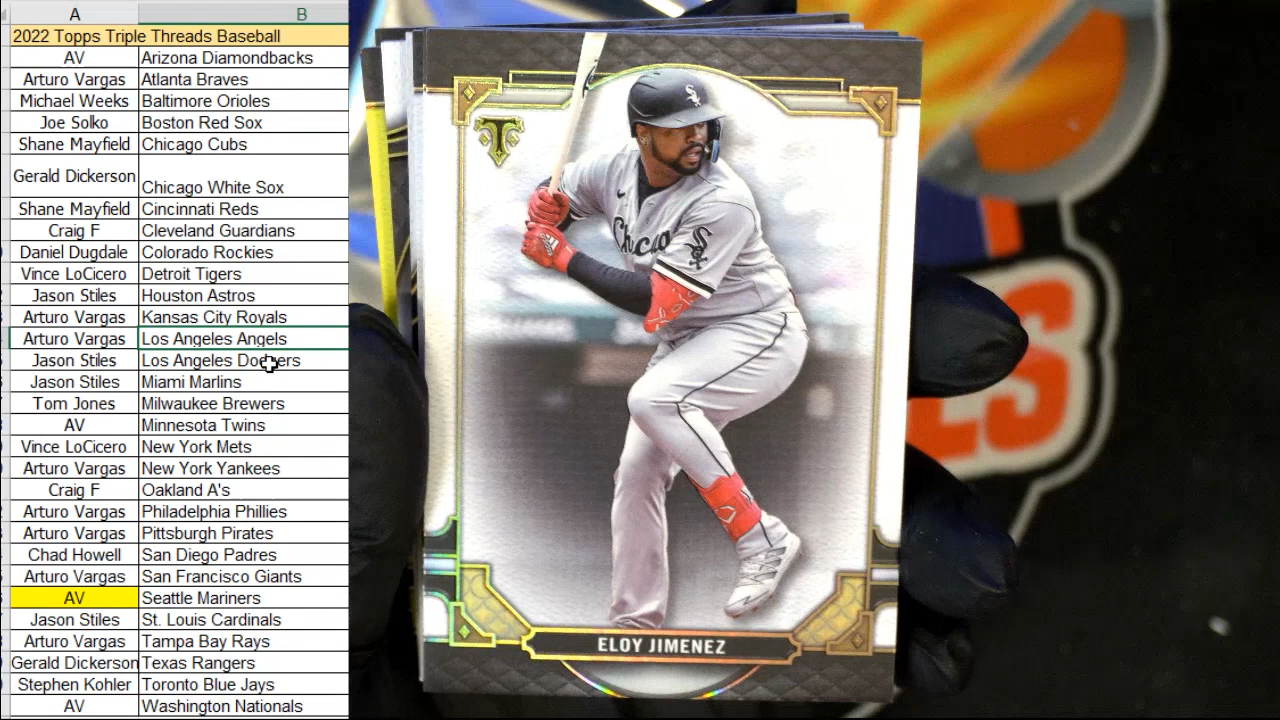 A B
2022 Topps Triple Threads Baseball
AV Arizona Diamondbacks
Arturo Vargas Atlanta Braves
Michael Weeks Baltimore Orioles
Joe Solko Boston Red Sox
Shane Mayfield Chicago Cubs
Gerald Dickerson Chicago White Sox
Shane Mayfield Cincinnati Reds
Craig F Cleveland Guardians
Daniel Dugdale Colorado Rockies
Vince LoCicero Detroit Tigers
Jason Stiles Houston Astros
Arturo Vargas Kansas City Royals
Arturo Vargas Los Angeles Angels
Jason Stiles Los Angeles Dodgers
Jason Stiles Miami Marlins
Tom Jones Milwaukee Brewers
AV Minnesota Twins
Vince LoCicero New York Mets
Arturo Vargas New York Yankees
Craig F Oakland A's
Arturo Vargas Philadelphia Phillies
Arturo Vargas Pittsburgh Pirates
Chad Howell San Diego Padres
Arturo Vargas San Francisco Giants
AV Seattle Mariners
Jason Stiles St. Louis Cardinals
Arturo Vargas Tampa Bay Rays
Gerald Dickerson Texas Rangers
Stephen Kohler Toronto Blue Jays
AV Washington Nationals
T
Sox
Chicago
Sox
ELOY JIMENEZ
ES